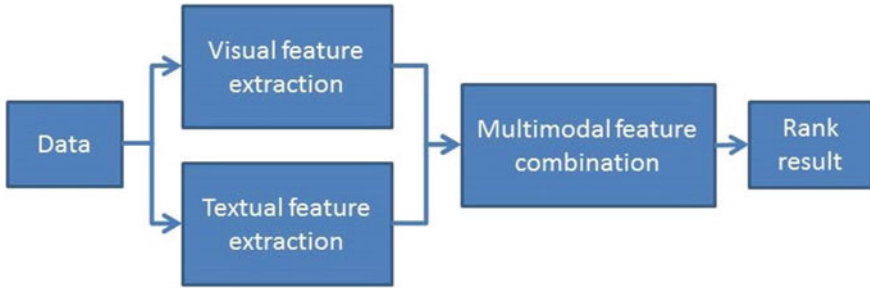 Data
Visual feature
extraction
Textual feature
extraction
Multimodal feature
combination
Rank
result